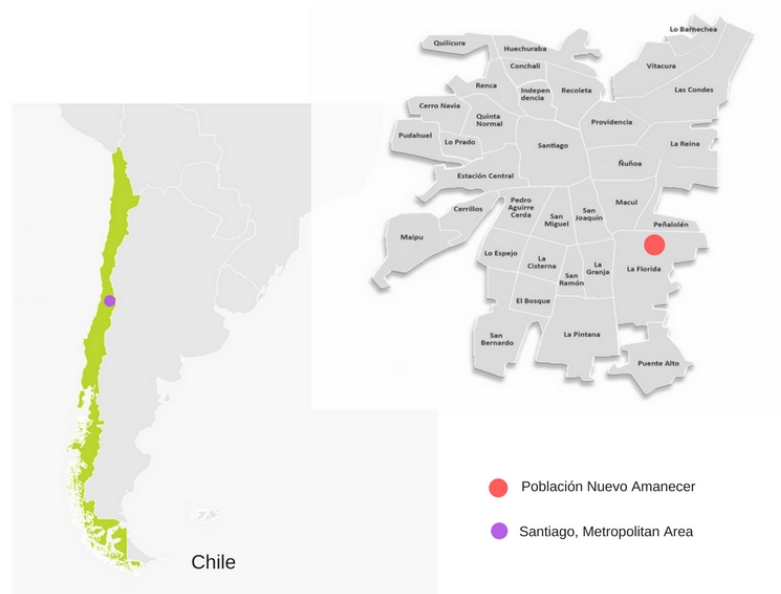 Lo Barnechea
Quilicura
Huechuraba
Conchalí
Vitacura
Renca
Indepen
dencia
Recoleta
Las Condes
Cerro Navia
Quinta
Normal
Providencia
Pudahuel
Lo Prado
Santiago
La Reina
Ñuñoa
Estación Central
Cerrillos
Pedro
Aguirre
Cerda
San
Miguel
San
Joaquín
Macul
Peñalolén
Maipu
Lo Espejo
La
Cisterna
San
Ramón
La
Granja
La Florida
El Bosque
San
Bernardo
La Pintana
Puente Alto
Población Nuevo Amanecer
Santiago, Metropolitan Area
Chile